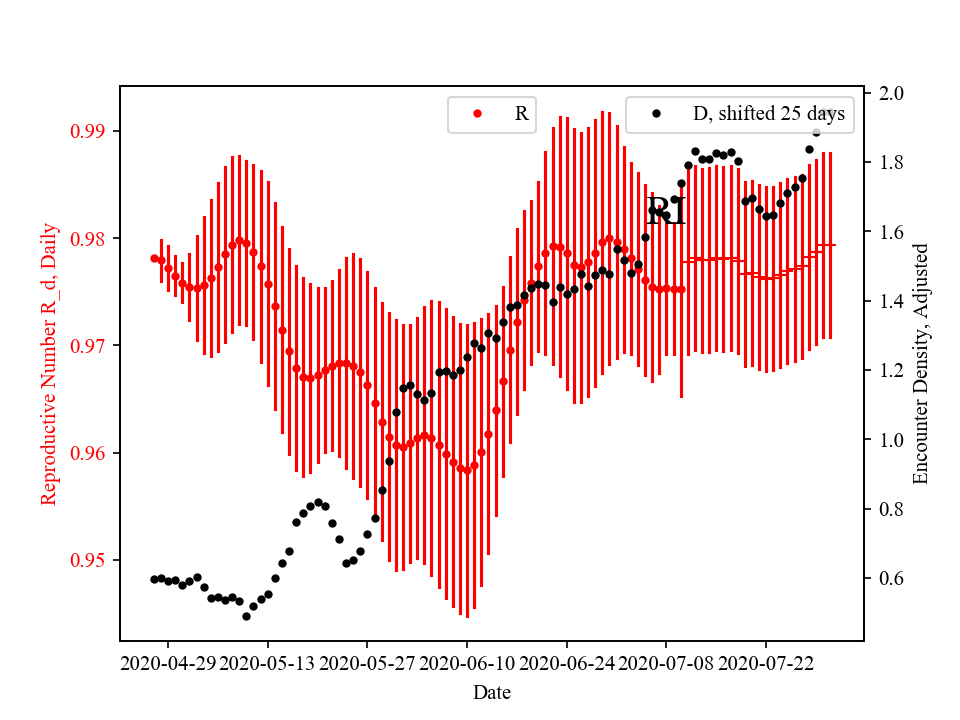 R
D, shifted 25 days
RI
Reproductive Number R_d, Daily
0.99
0.98
0.97
0.96
0.95
2.0
1.8
1.6
1.4
1.2
1.0
0.8
0.6
Encounter Density, Adjusted
2020-04-29 2020-05-13 2020-05-27 2020-06-10 2020-06-24 2020-07-08 2020-07-22
Date